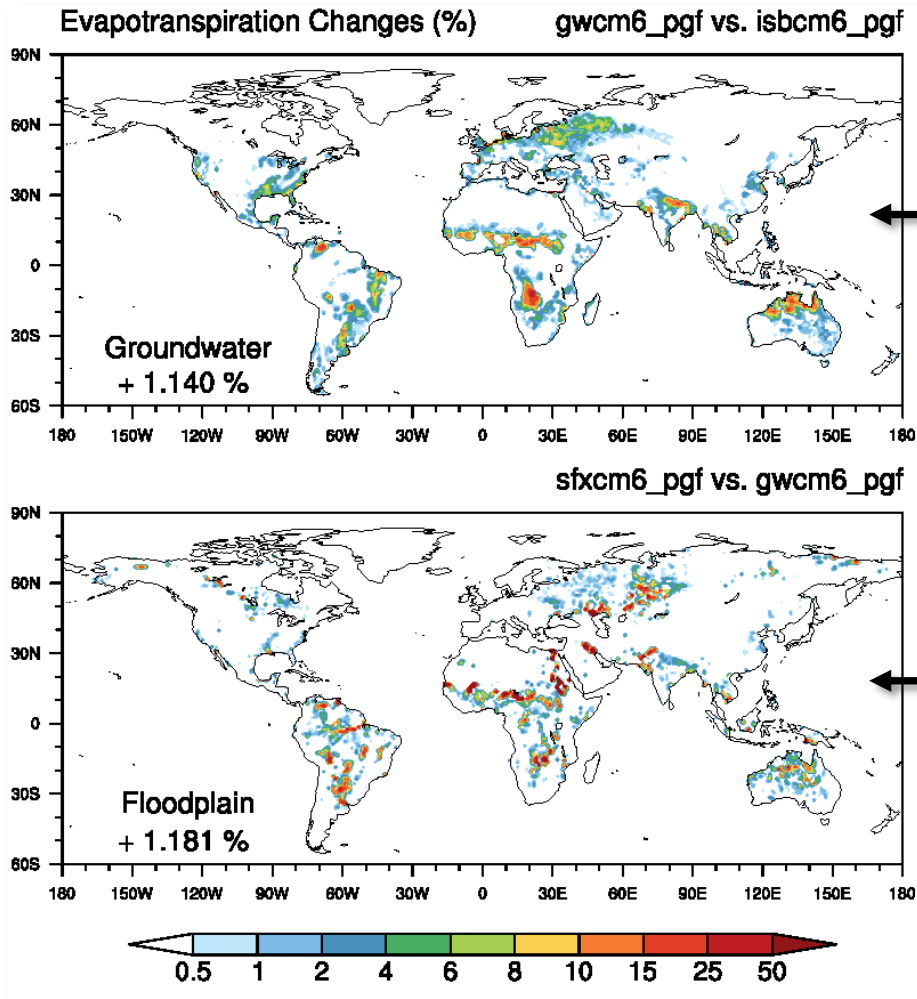 Evapotranspiration Changes (%) gwcm6_pgf vs. isbcm6_pgf
90N
60N
30N
0
30S
60S
Groundwater
+ 1.140 %
180 150W 120W 90W 60W 30W 0 30E 60E 90E 120E 150E 180
sfxcm6_pgf vs. gwcm6_pgf
90N
60N
30N
0
30S
60S
Floodplain
+ 1.181 %
180 150W 120W 90W 60W 30W 0 30E 60E 90E 120E 150E 180
0.5 1 2 4 6 8 10 15 25 50